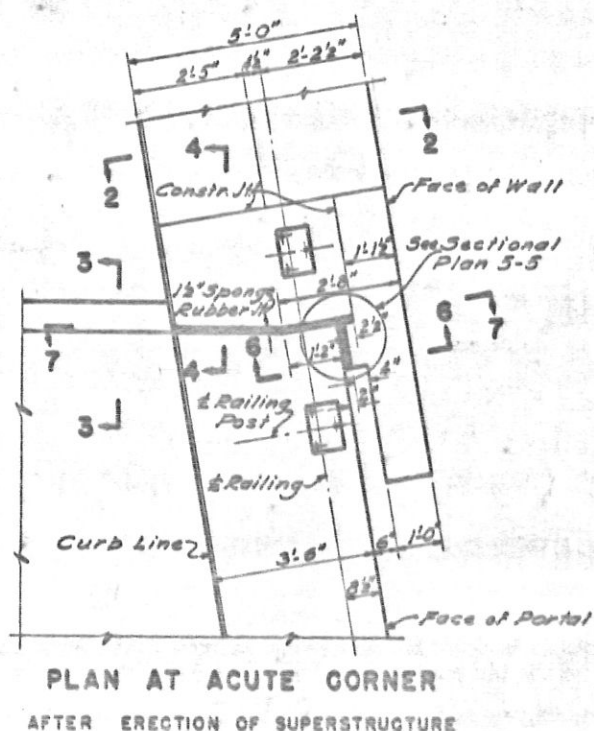 5'-0"
2'-5"
4½"
2'-2½"
2
4
2
Constr. Jt.
Face of Wall
3
1'-1½"
See Sectional
Plan 5-5
2'-8"
1½" Sponge
Rubber Jt.
6
7
7
4
6
2½"
1'-2"
4"
2"
3
℄ Railing
Post
℄ Railing
Curb Line
3'-6"
6"
1'-0"
8½"
Face of Portal
PLAN AT ACUTE CORNER
AFTER ERECTION OF SUPERSTRUCTURE